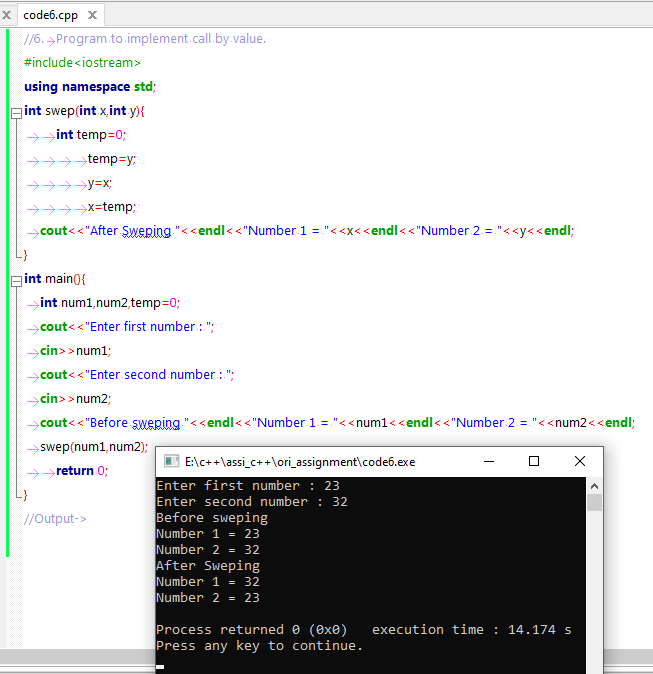 code6.cpp
//6. Program to implement call by value.
#include<iostream>
using namespace std;
int swep(int x,int y){
int temp=0;
temp=y;
y=x;
x=temp;
cout<<"After Sweping "<<endl<<"Number 1 = "<<x<<endl<<"Number 2 = "<<y<<endl;
}
int main(){
int num1,num2,temp=0;
cout<<"Enter first number : ";
cin>>num1;
cout<<"Enter second number : ";
cin>>num2;
cout<<"Before sweping "<<endl<<"Number 1 = "<<num1<<endl<<"Number 2 = "<<num2<<endl;
swep(num1,num2);
return 0;
}
//Output->
E:\c++\assi_c++\ori_assignment\code6.exe
Enter first number : 23
Enter second number : 32
Before sweping
Number 1 = 23
Number 2 = 32
After Sweping
Number 1 = 32
Number 2 = 23
Process returned 0 (0x0)   execution time : 14.174 s
Press any key to continue.